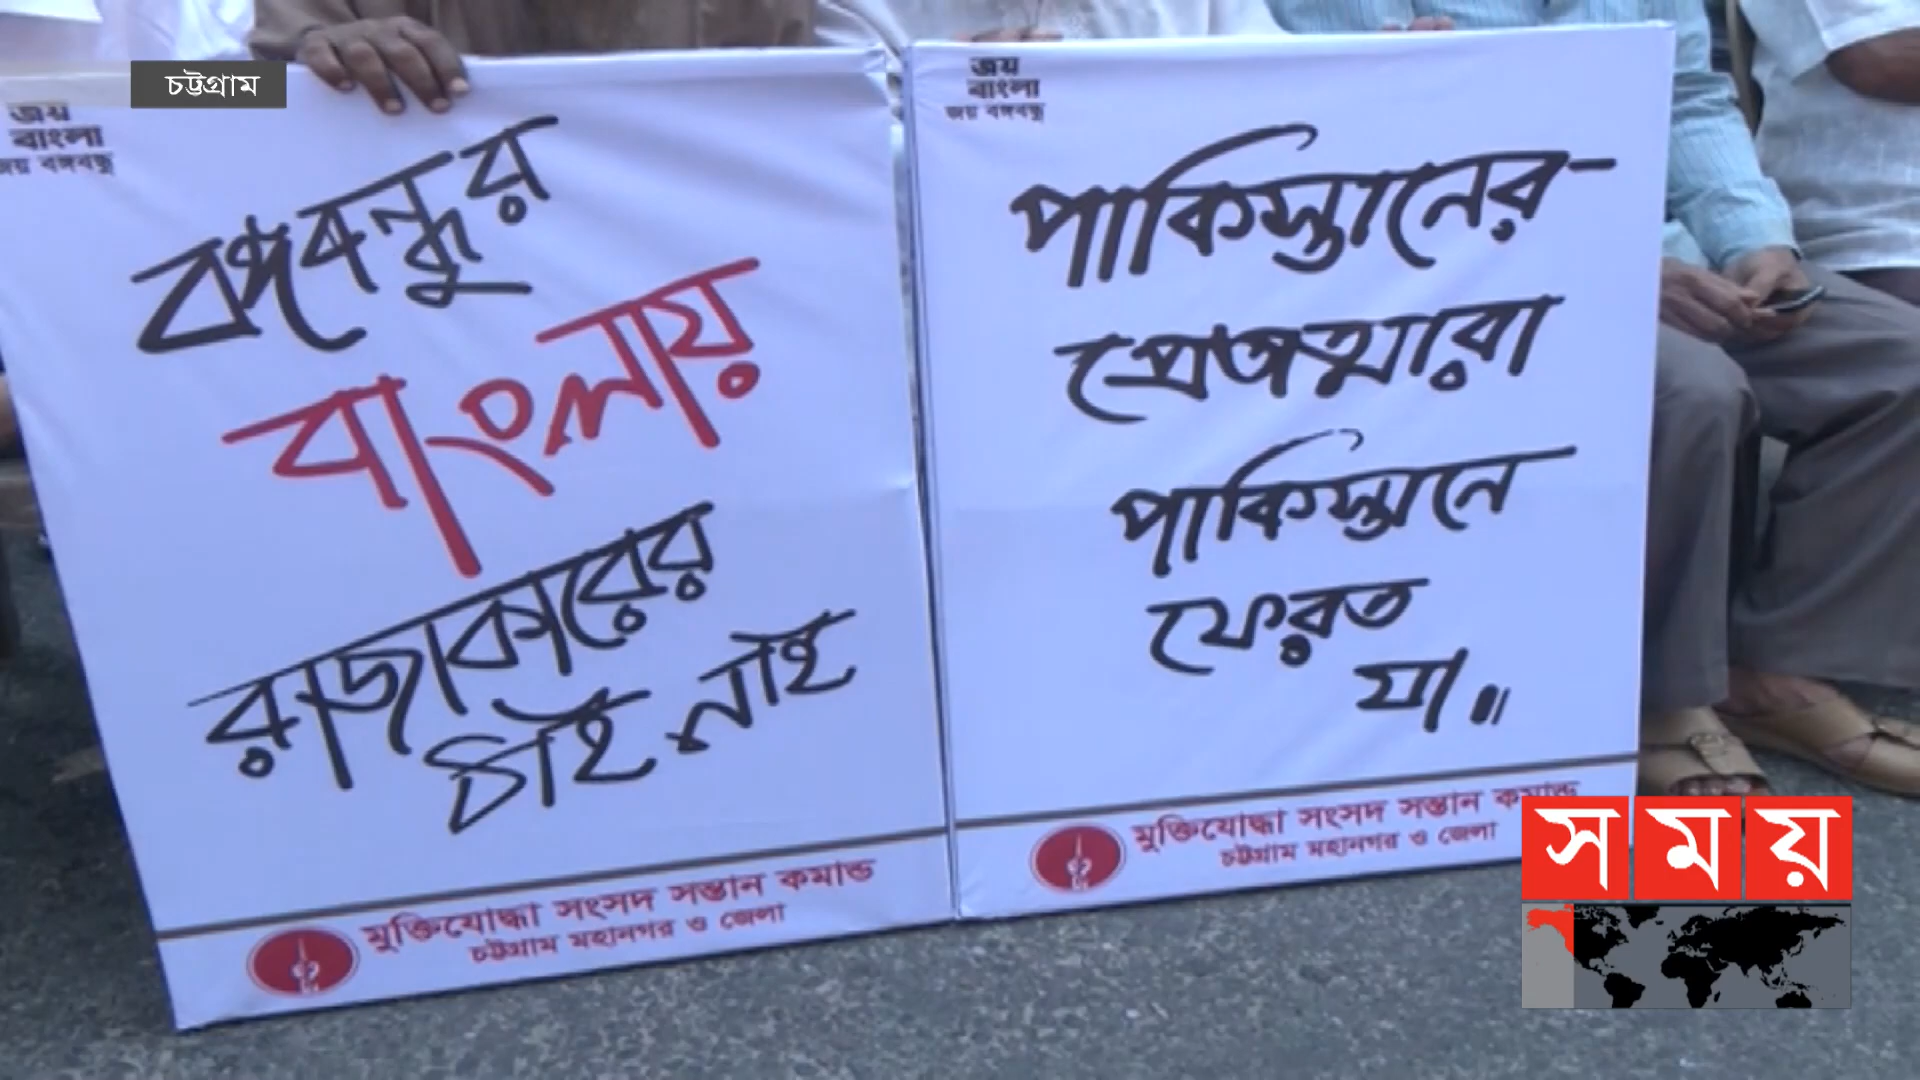 চট্টগ্রাম
জয়
বাংলা
জয় বঙ্গবন্ধু
বঙ্গবন্ধুর
বাংলায়
রাজাকারের
ঠাঁই নাই
মুক্তিযোদ্ধা সংসদ সন্তান কমান্ড
চট্টগ্রাম মহানগর ও জেলা
জয়
বাংলা
জয় বঙ্গবন্ধু
পাকিস্তানের
প্রেতাত্মারা
পাকিস্তানে
ফেরত
যা॥
মুক্তিযোদ্ধা সংসদ সন্তান কমান্ড
চট্টগ্রাম মহানগর ও জেলা
সময়